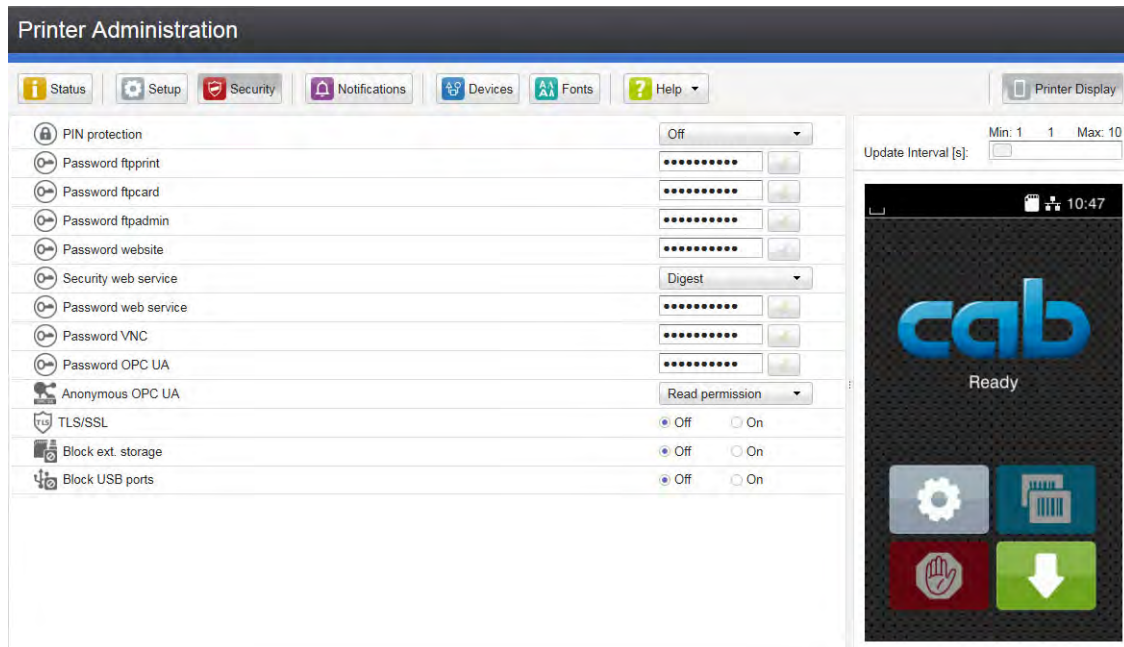 Printer Administration
Status Setup Security Notifications Devices Fonts Help Printer Display
PIN protection Off
Password ftpprint ••••••••••
Password ftpcard ••••••••••
Password ftpadmin ••••••••••
Password website ••••••••••
Security web service Digest
Password web service ••••••••••
Password VNC ••••••••••
Password OPC UA ••••••••••
Anonymous OPC UA Read permission
TLS TLS/SSL Off On
Block ext. storage Off On
Block USB ports Off On
Min: 1 1 Max: 10
Update Interval [s]:
10:47
cab
Ready